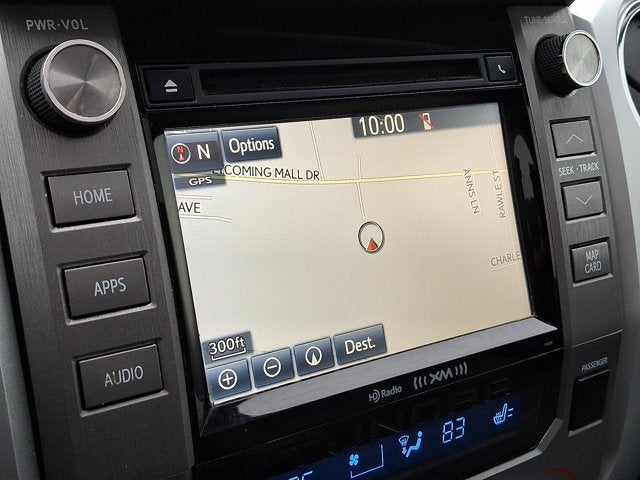 PWR·VOL
TUNE·SCROLL
N
N
Options
10:00
GPS
COMING MALL DR
AVE
ANNS LN
RAWLE ST
CHARLE
HOME
SEEK·TRACK
APPS
MAP
CARD
300ft
Dest.
AUDIO
HD Radio
((( XM )))
PASSENGER
83